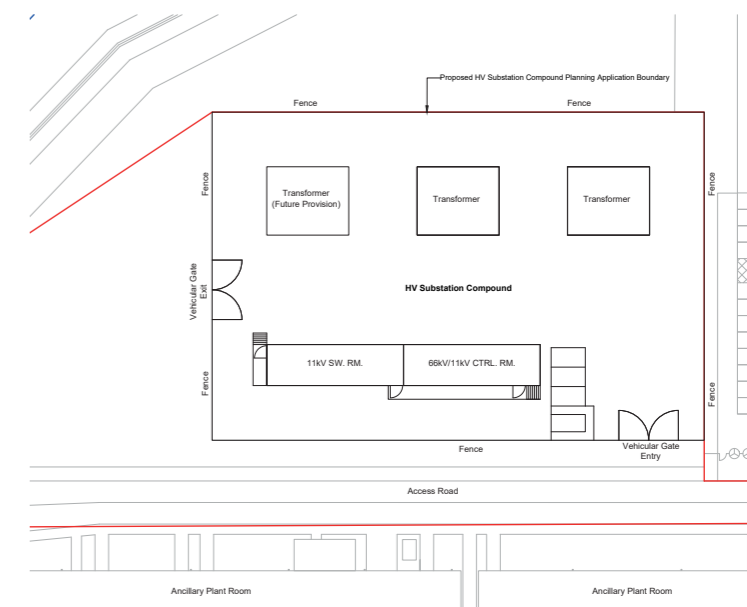 Proposed HV Substation Compound Planning Application Boundary
Fence
Fence
Fence
Fence
Transformer
(Future Provision)
Transformer
Transformer
Vehicular Gate
Exit
HV Substation Compound
11kV SW. RM.
66kV/11kV CTRL. RM.
Fence
Fence
Fence
Vehicular Gate
Entry
Access Road
Ancillary Plant Room
Ancillary Plant Room